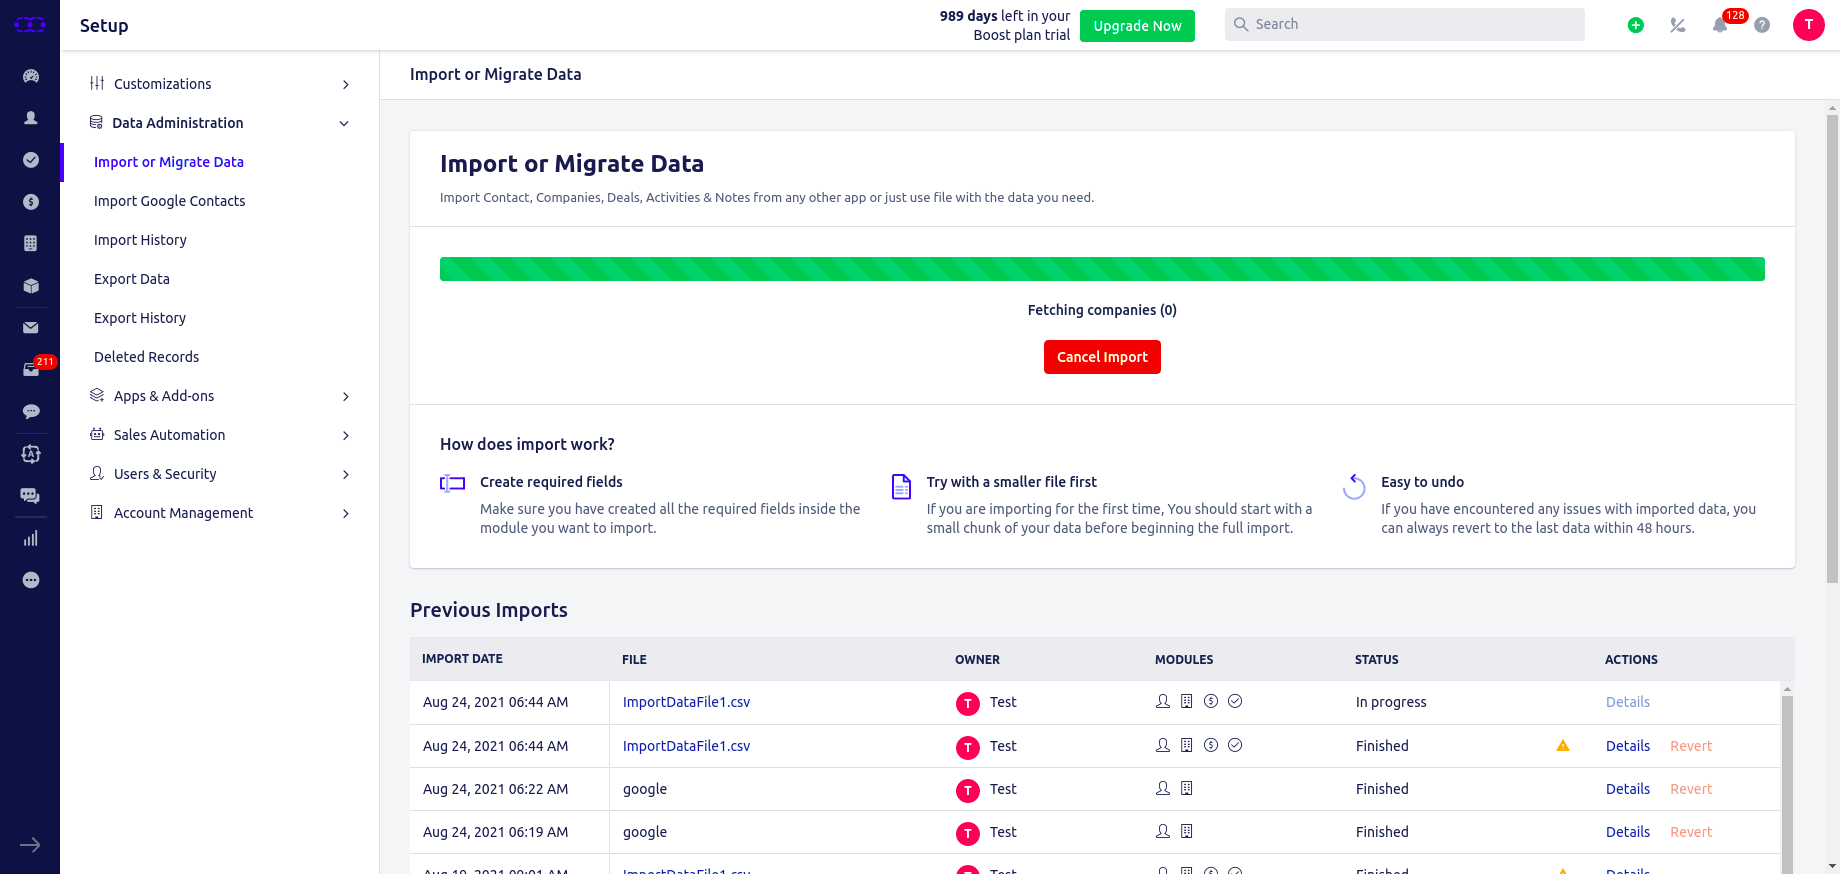 Setup
989 days left in your
Boost plan trial
Upgrade Now
Search
128
T
211
Customizations
Data Administration
Import or Migrate Data
Import Google Contacts
Import History
Export Data
Export History
Deleted Records
Apps & Add-ons
Sales Automation
Users & Security
Account Management
Import or Migrate Data
Import or Migrate Data
Import Contact, Companies, Deals, Activities & Notes from any other app or just use file with the data you need.
Fetching companies (0)
Cancel Import
How does import work?
Create required fields
Make sure you have created all the required fields inside the
module you want to import.
Try with a smaller file first
If you are importing for the first time, You should start with a
small chunk of your data before beginning the full import.
Easy to undo
If you have encountered any issues with imported data, you
can always revert to the last data within 48 hours.
Previous Imports
IMPORT DATE FILE OWNER MODULES STATUS ACTIONS
Aug 24, 2021 06:44 AM ImportDataFile1.csv T Test In progress Details
Aug 24, 2021 06:44 AM ImportDataFile1.csv T Test Finished Details Revert
Aug 24, 2021 06:22 AM google T Test Finished Details Revert
Aug 24, 2021 06:19 AM google T Test Finished Details Revert
ImportDataFile1.csv Test Finished Details